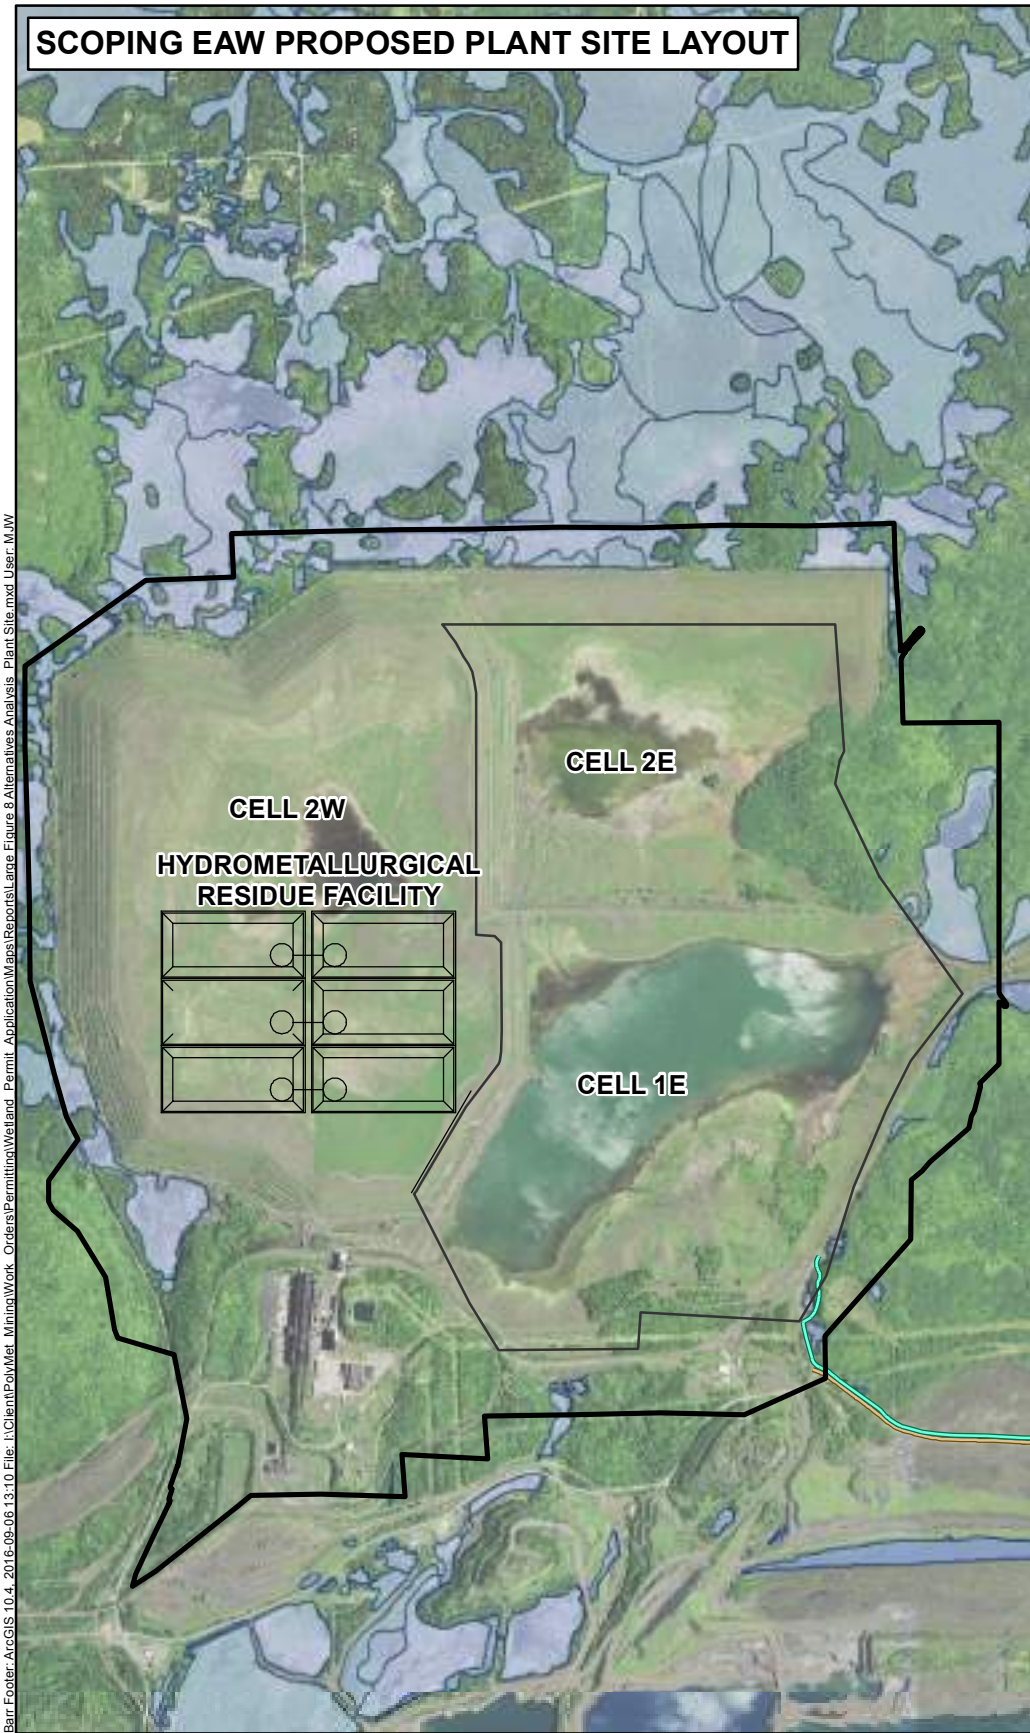 SCOPING EAW PROPOSED PLANT SITE LAYOUT
CELL 2E
CELL 2W
HYDROMETALLURGICAL
RESIDUE FACILITY
CELL 1E
Barr Footer: ArcGIS 10.4, 2016-09-06 13:10 File: I:\Client\PolyMet_Mining\Work_Orders\Permitting\Wetland_Permit_Application\Maps\Reports\Large Figure 8 Alternatives Analysis_Plant Site.mxd User: MJW